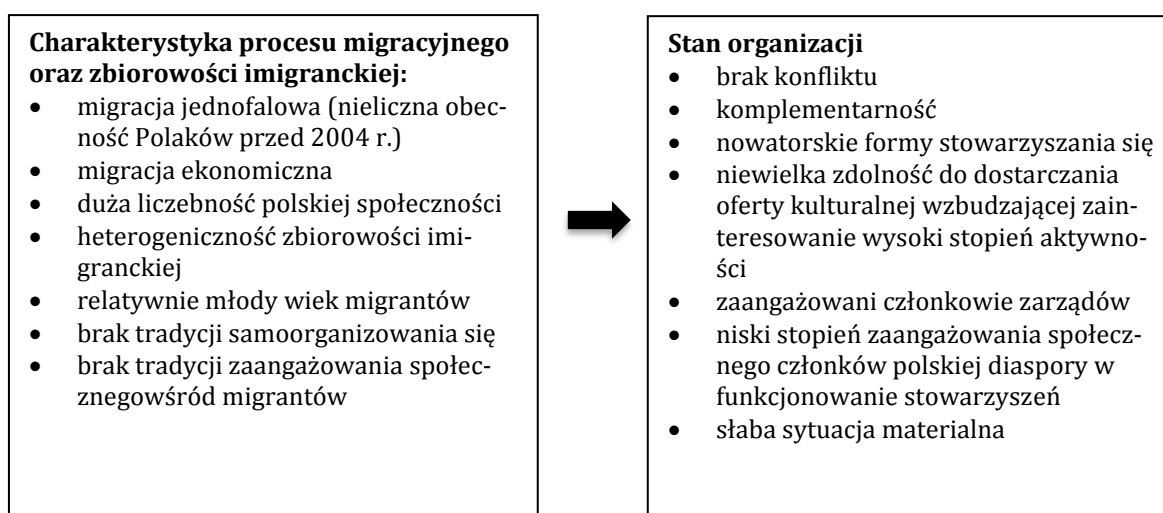 Charakterystyka procesu migracyjnego
oraz zbiorowości imigranckiej:
• migracja jednofalowa (nieliczna obec-
ność Polaków przed 2004 r.)
• migracja ekonomiczna
• duża liczebność polskiej społeczności
• heterogeniczność zbiorowości imi-
granckiej
• relatywnie młody wiek migrantów
• brak tradycji samoorganizowania się
• brak tradycji zaangażowania społec-
znegowśród migrantów
Stan organizacji
• brak konfliktu
• komplementarność
• nowatorskie formy stowarzyszania się
• niewielka zdolność do dostarczania
oferty kulturalnej wzbudzającej zain-
teresowanie wysoki stopień aktywno-
ści
• zaangażowani członkowie zarządów
• niski stopień zaangażowania społecz-
nego członków polskiej diaspory w
funkcjonowanie stowarzyszeń
• słaba sytuacja materialna